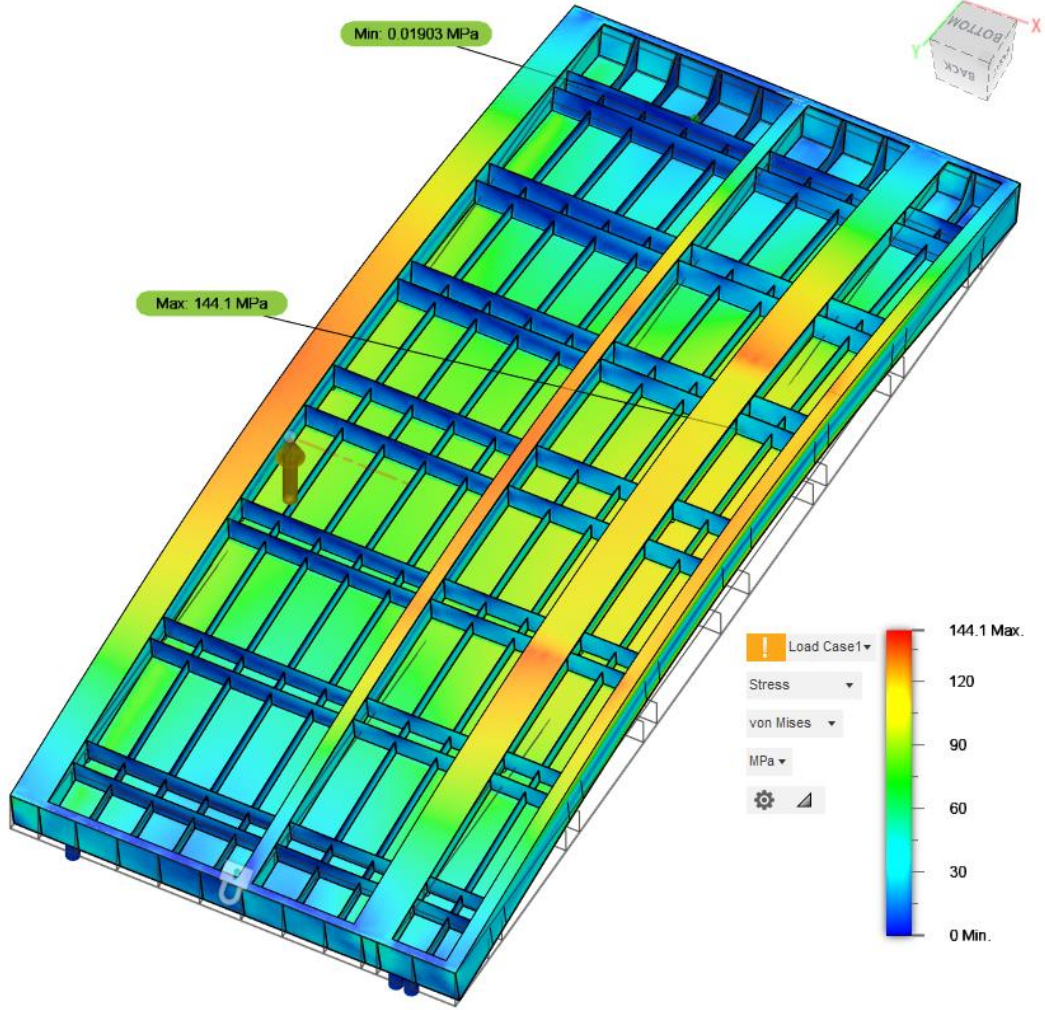 Min: 0.01903 MPa
X
Y
BOTTOM
BACK
Max: 144.1 MPa
! Load Case1
Stress
von Mises
MPa
144.1 Max.
120
90
60
30
0 Min.